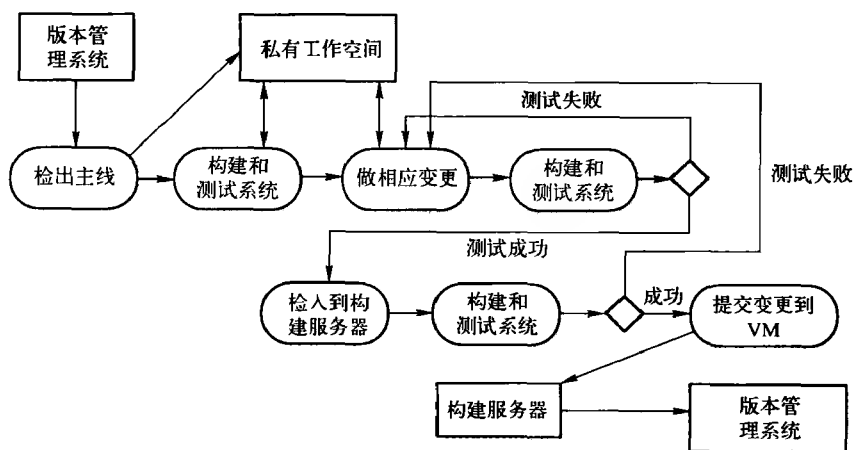 版本管
理系统
私有工作空间
测试失败
检出主线
构建和
测试系统
做相应变更
构建和
测试系统
测试失败
测试成功
检入到构
建服务器
构建和
测试系统
成功
提交变更到
VM
构建服务器
版本管
理系统